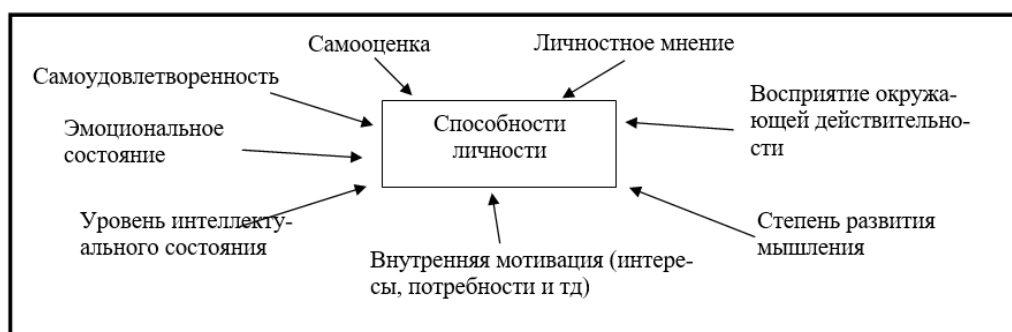 Самооценка
Личностное мнение
Самоудовлетворенность
Восприятие окружа-
ющей действительно-
сти
Эмоциональное
состояние
Способности
личности
Уровень интеллекту-
ального состояния
Степень развития
мышления
Внутренняя мотивация (интере-
сы, потребности и тд)